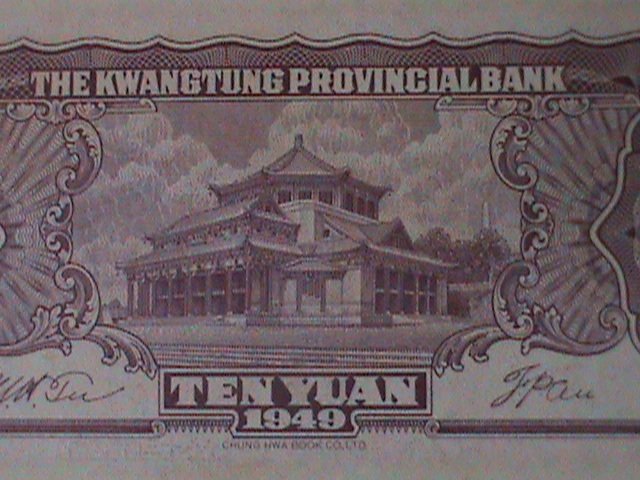 THE KWANGTUNG PROVINCIAL BANK
TEN YUAN
1949
CHUNG HWA BOOK CO., LTD.